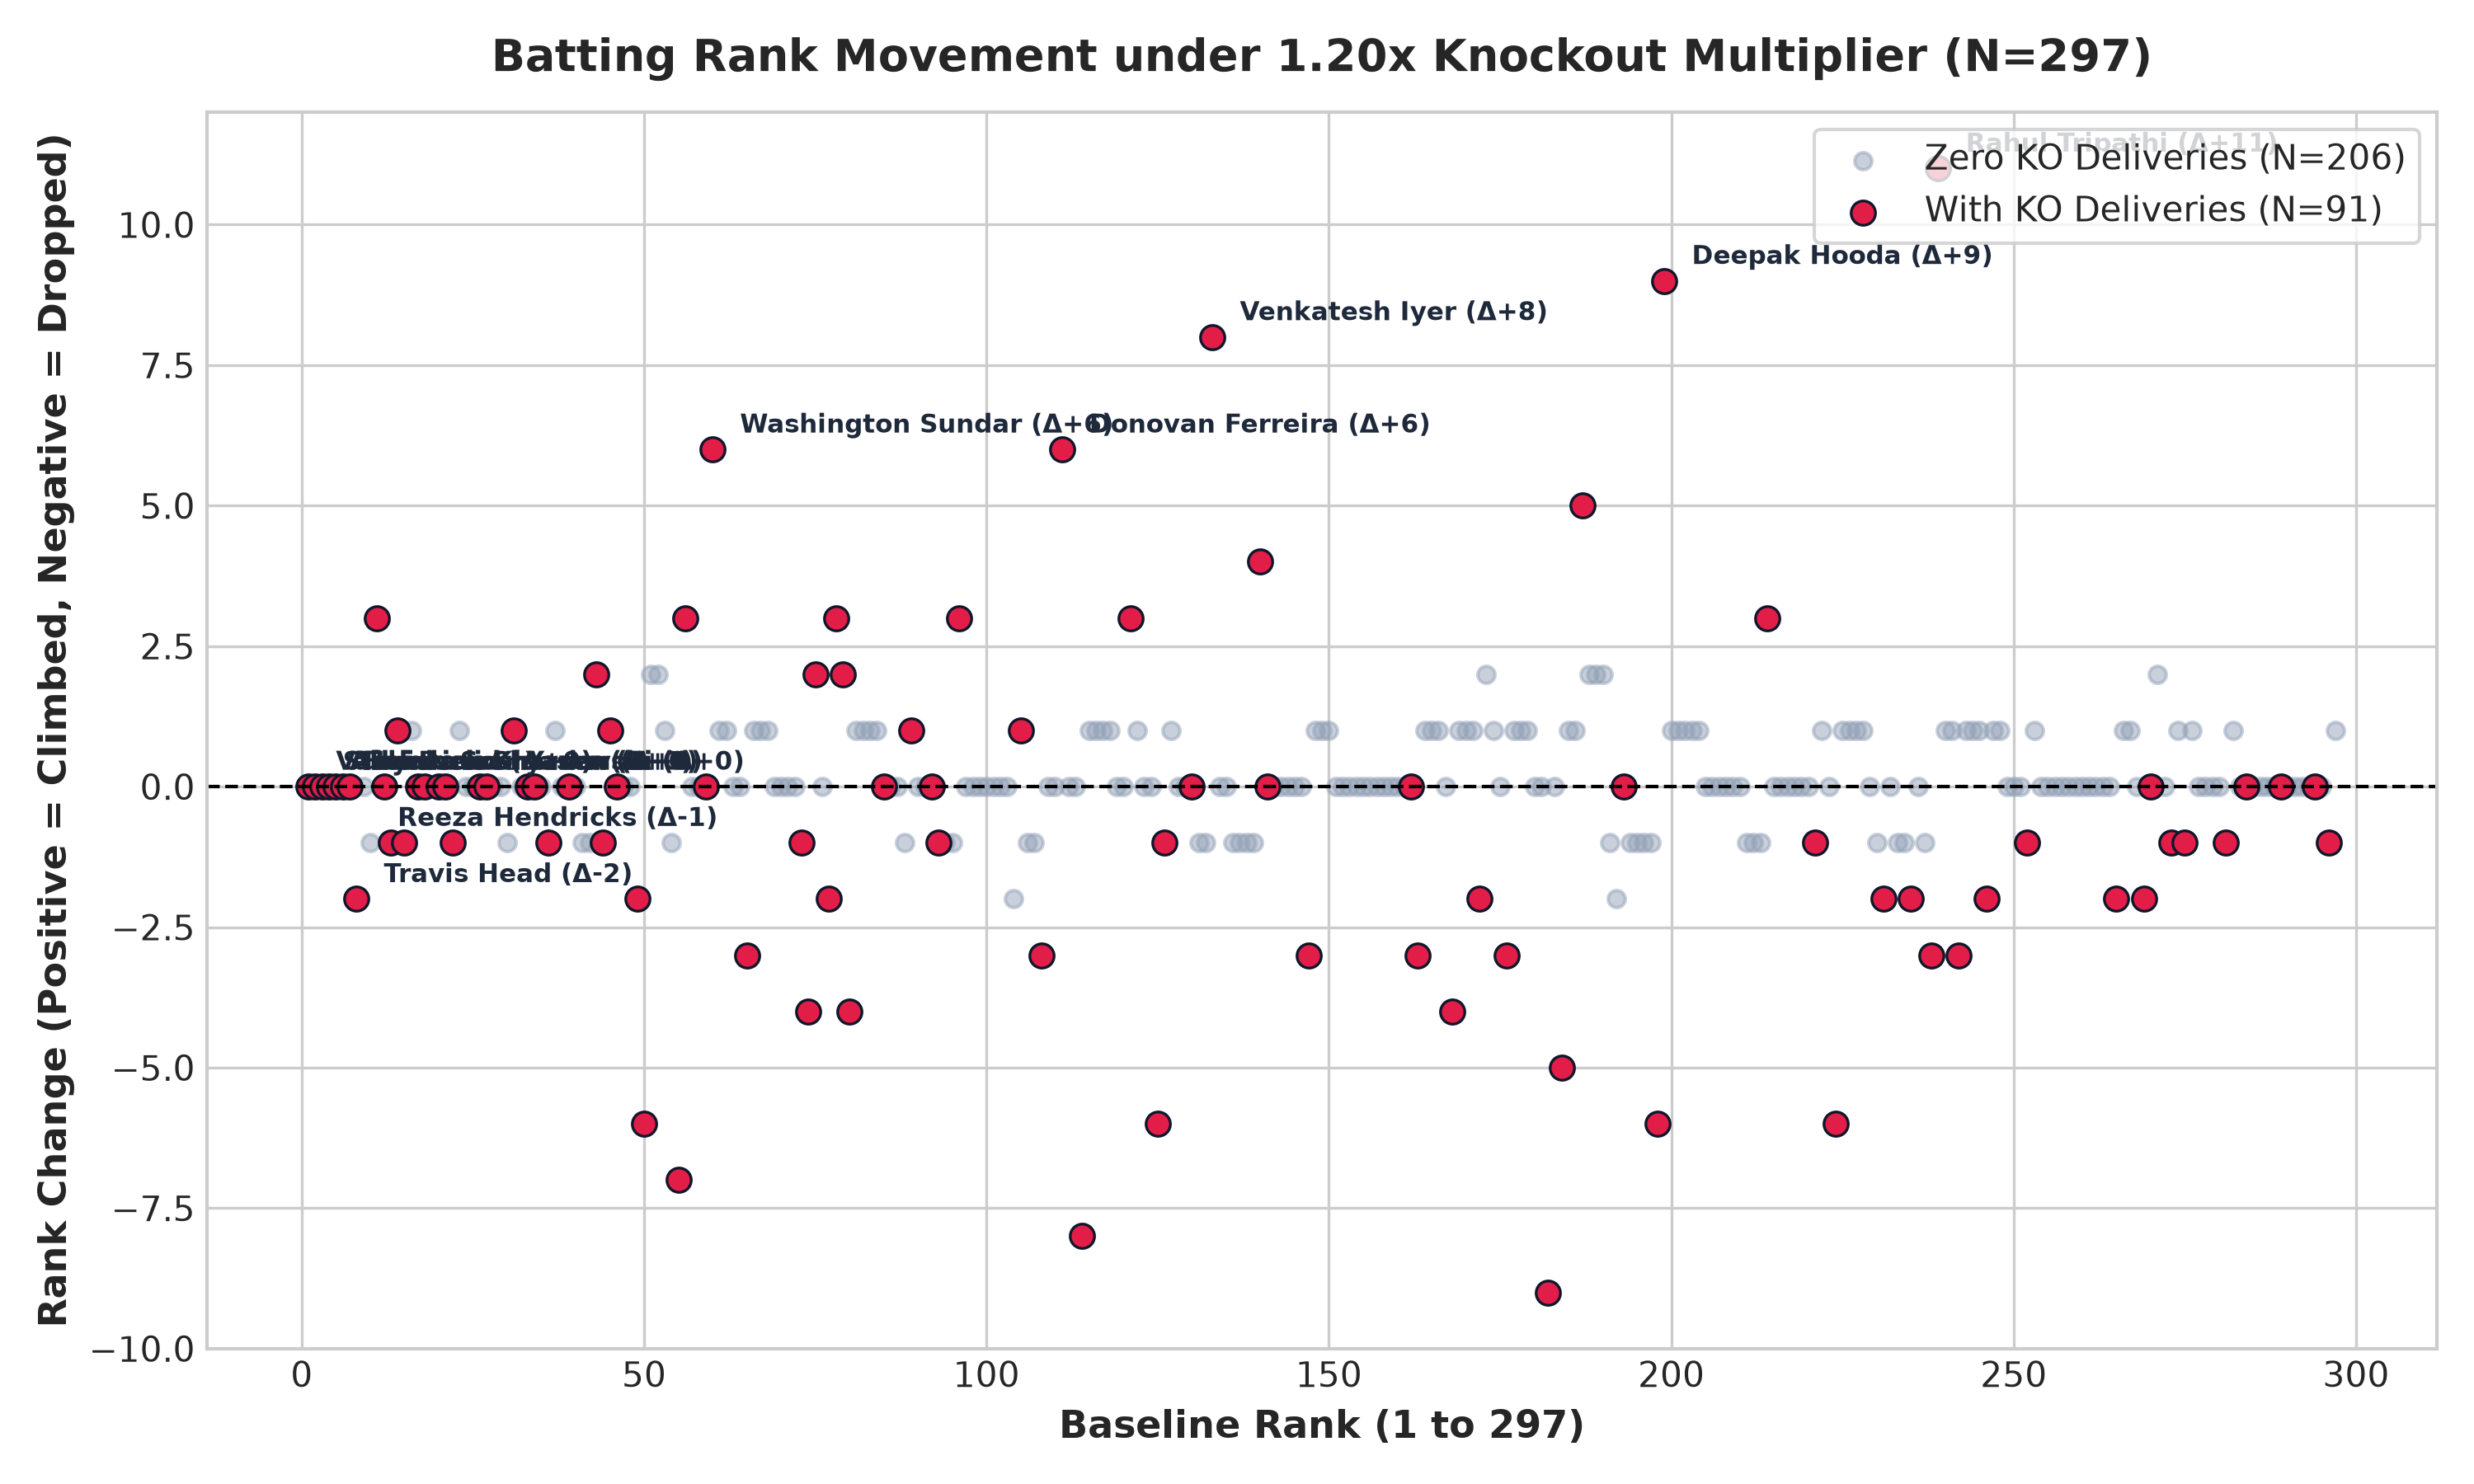 Batting Rank Movement under 1.20x Knockout Multiplier (N=297)
Rank Change (Positive = Climbed, Negative = Dropped)
Rahul Tripathi (Δ+11)
Zero KO Deliveries (N=206)
With KO Deliveries (N=91)
10.0
Deepak Hooda (Δ+9)
Venkatesh Iyer (Δ+8)
7.5
Washington Sundar (Δ+6)
Donovan Ferreira (Δ+6)
5.0
2.5
0.0
Reeza Hendricks (Δ-1)
Travis Head (Δ-2)
−2.5
−5.0
−7.5
−10.0
0 50 100 150 200 250 300
Baseline Rank (1 to 297)